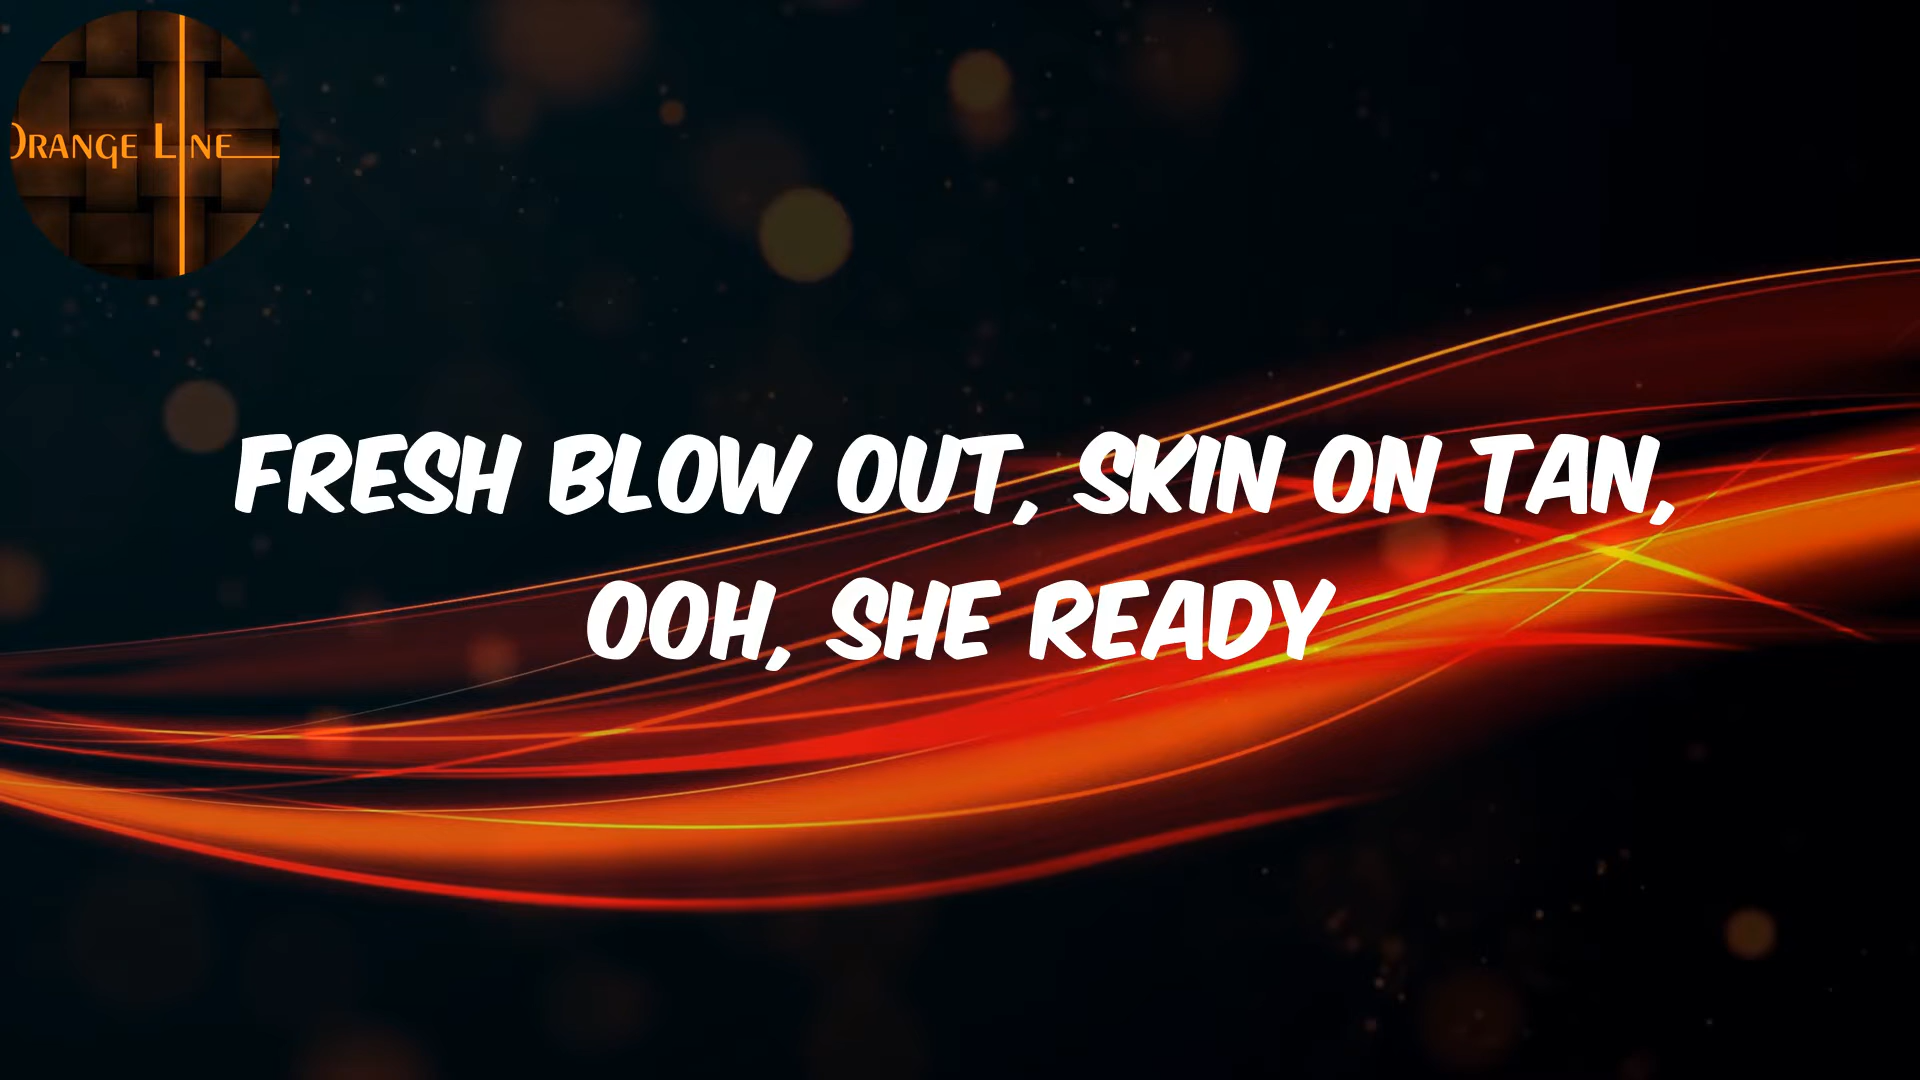 ORANGE LINE
FRESH BLOW OUT, SKIN ON TAN,
OOH, SHE READY